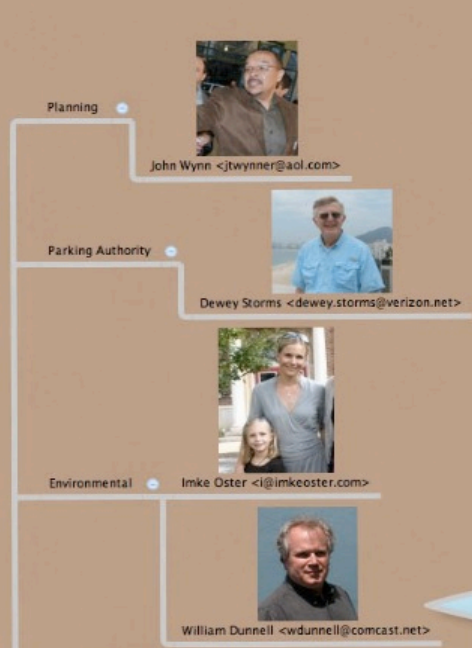 Planning
John Wynn <jtwynner@aol.com>
Parking Authority
Dewey Storms <dewey.storms@verizon.net>
Environmental
Imke Oster <i@imkeoster.com>
William Dunnell <wdunnell@comcast.net>